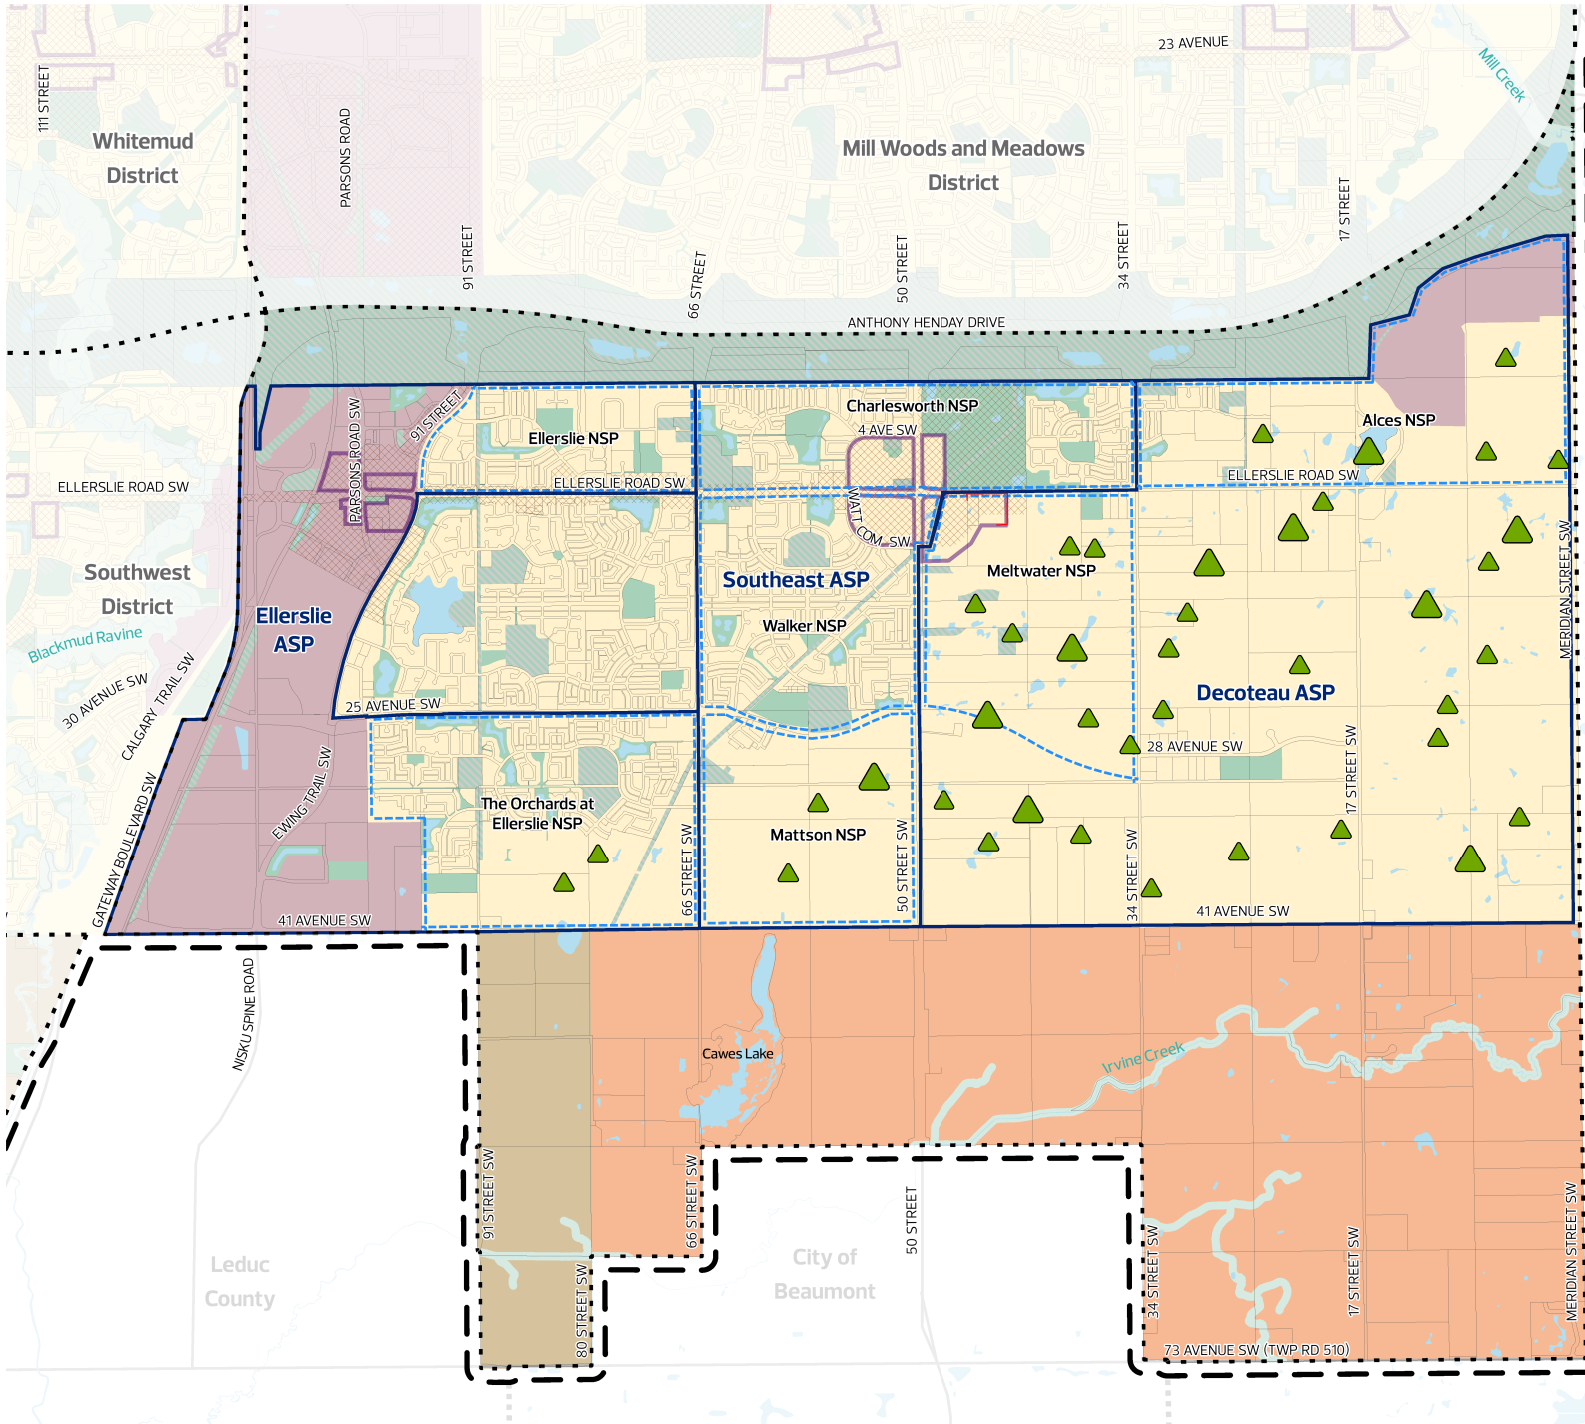 23 AVENUE
Mill Creek
111 STREET
PARSONS ROAD
Whitemud
District
Mill Woods and Meadows
District
17 STREET
91 STREET
66 STREET
50 STREET
34 STREET
ANTHONY HENDAY DRIVE
PARSONS ROAD SW
91 STREET
Charlesworth NSP
4 AVE SW
Ellerslie NSP
Alces NSP
ELLERSLIE ROAD SW
ELLERSLIE ROAD SW
ELLERSLIE ROAD SW
WATT COM. SW
MERIDIAN STREET SW
Southwest
District
Blackmud Ravine
Ellerslie
ASP
Southeast ASP
Walker NSP
Meltwater NSP
30 AVENUE SW
CALGARY TRAIL SW
25 AVENUE SW
Decoteau ASP
28 AVENUE SW
17 STREET SW
GATEWAY BOULEVARD SW
EWING TRAIL SW
The Orchards at
Ellerslie NSP
Mattson NSP
66 STREET SW
50 STREET SW
34 STREET SW
41 AVENUE SW
41 AVENUE SW
NISKU SPINE ROAD
Cawes Lake
Irvine Creek
91 STREET SW
66 STREET SW
50 STREET
34 STREET SW
17 STREET SW
MERIDIAN STREET SW
Leduc
County
City of
Beaumont
80 STREET SW
73 AVENUE SW (TWP RD 510)